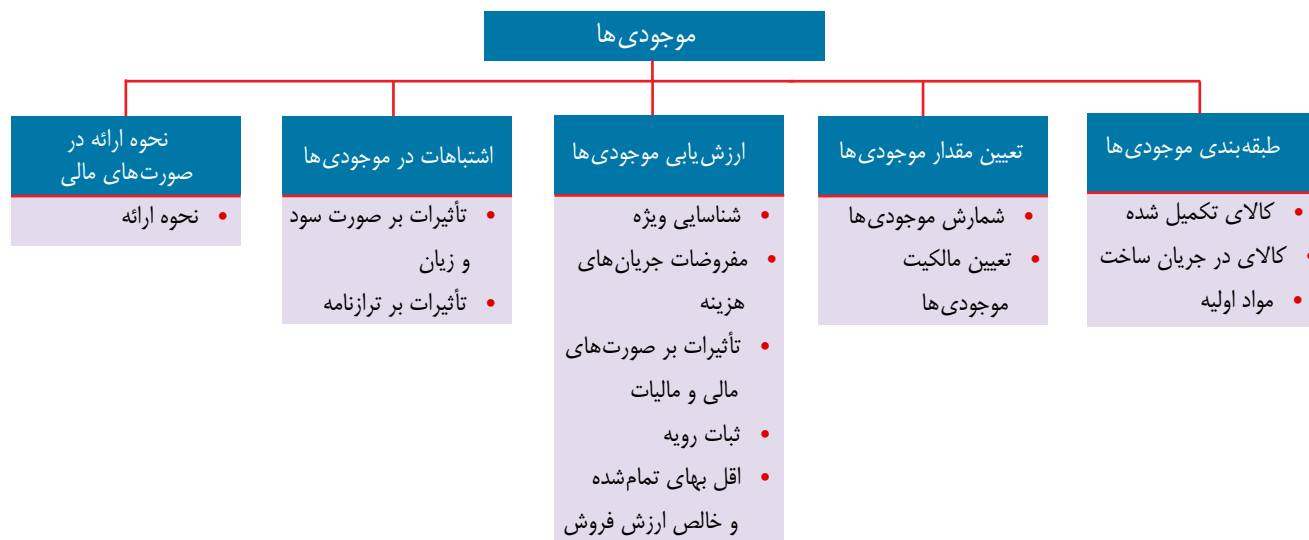 موجودی‌ها
طبقه‌بندی موجودی‌ها
• کالای تکمیل شده
• کالای در جریان ساخت
• مواد اولیه
تعیین مقدار موجودی‌ها
• شمارش موجودی‌ها
• تعیین مالکیت
موجودی‌ها
ارزش‌یابی موجودی‌ها
• شناسایی ویژه
• مفروضات جریان‌های
هزینه
• تأثیرات بر صورت‌های
مالی و مالیات
• ثبات رویه
• اقل بهای تمام‌شده
و خالص ارزش فروش
اشتباهات در موجودی‌ها
• تأثیرات بر صورت سود
و زیان
• تأثیرات بر ترازنامه
نحوه ارائه در
صورت‌های مالی
• نحوه ارائه